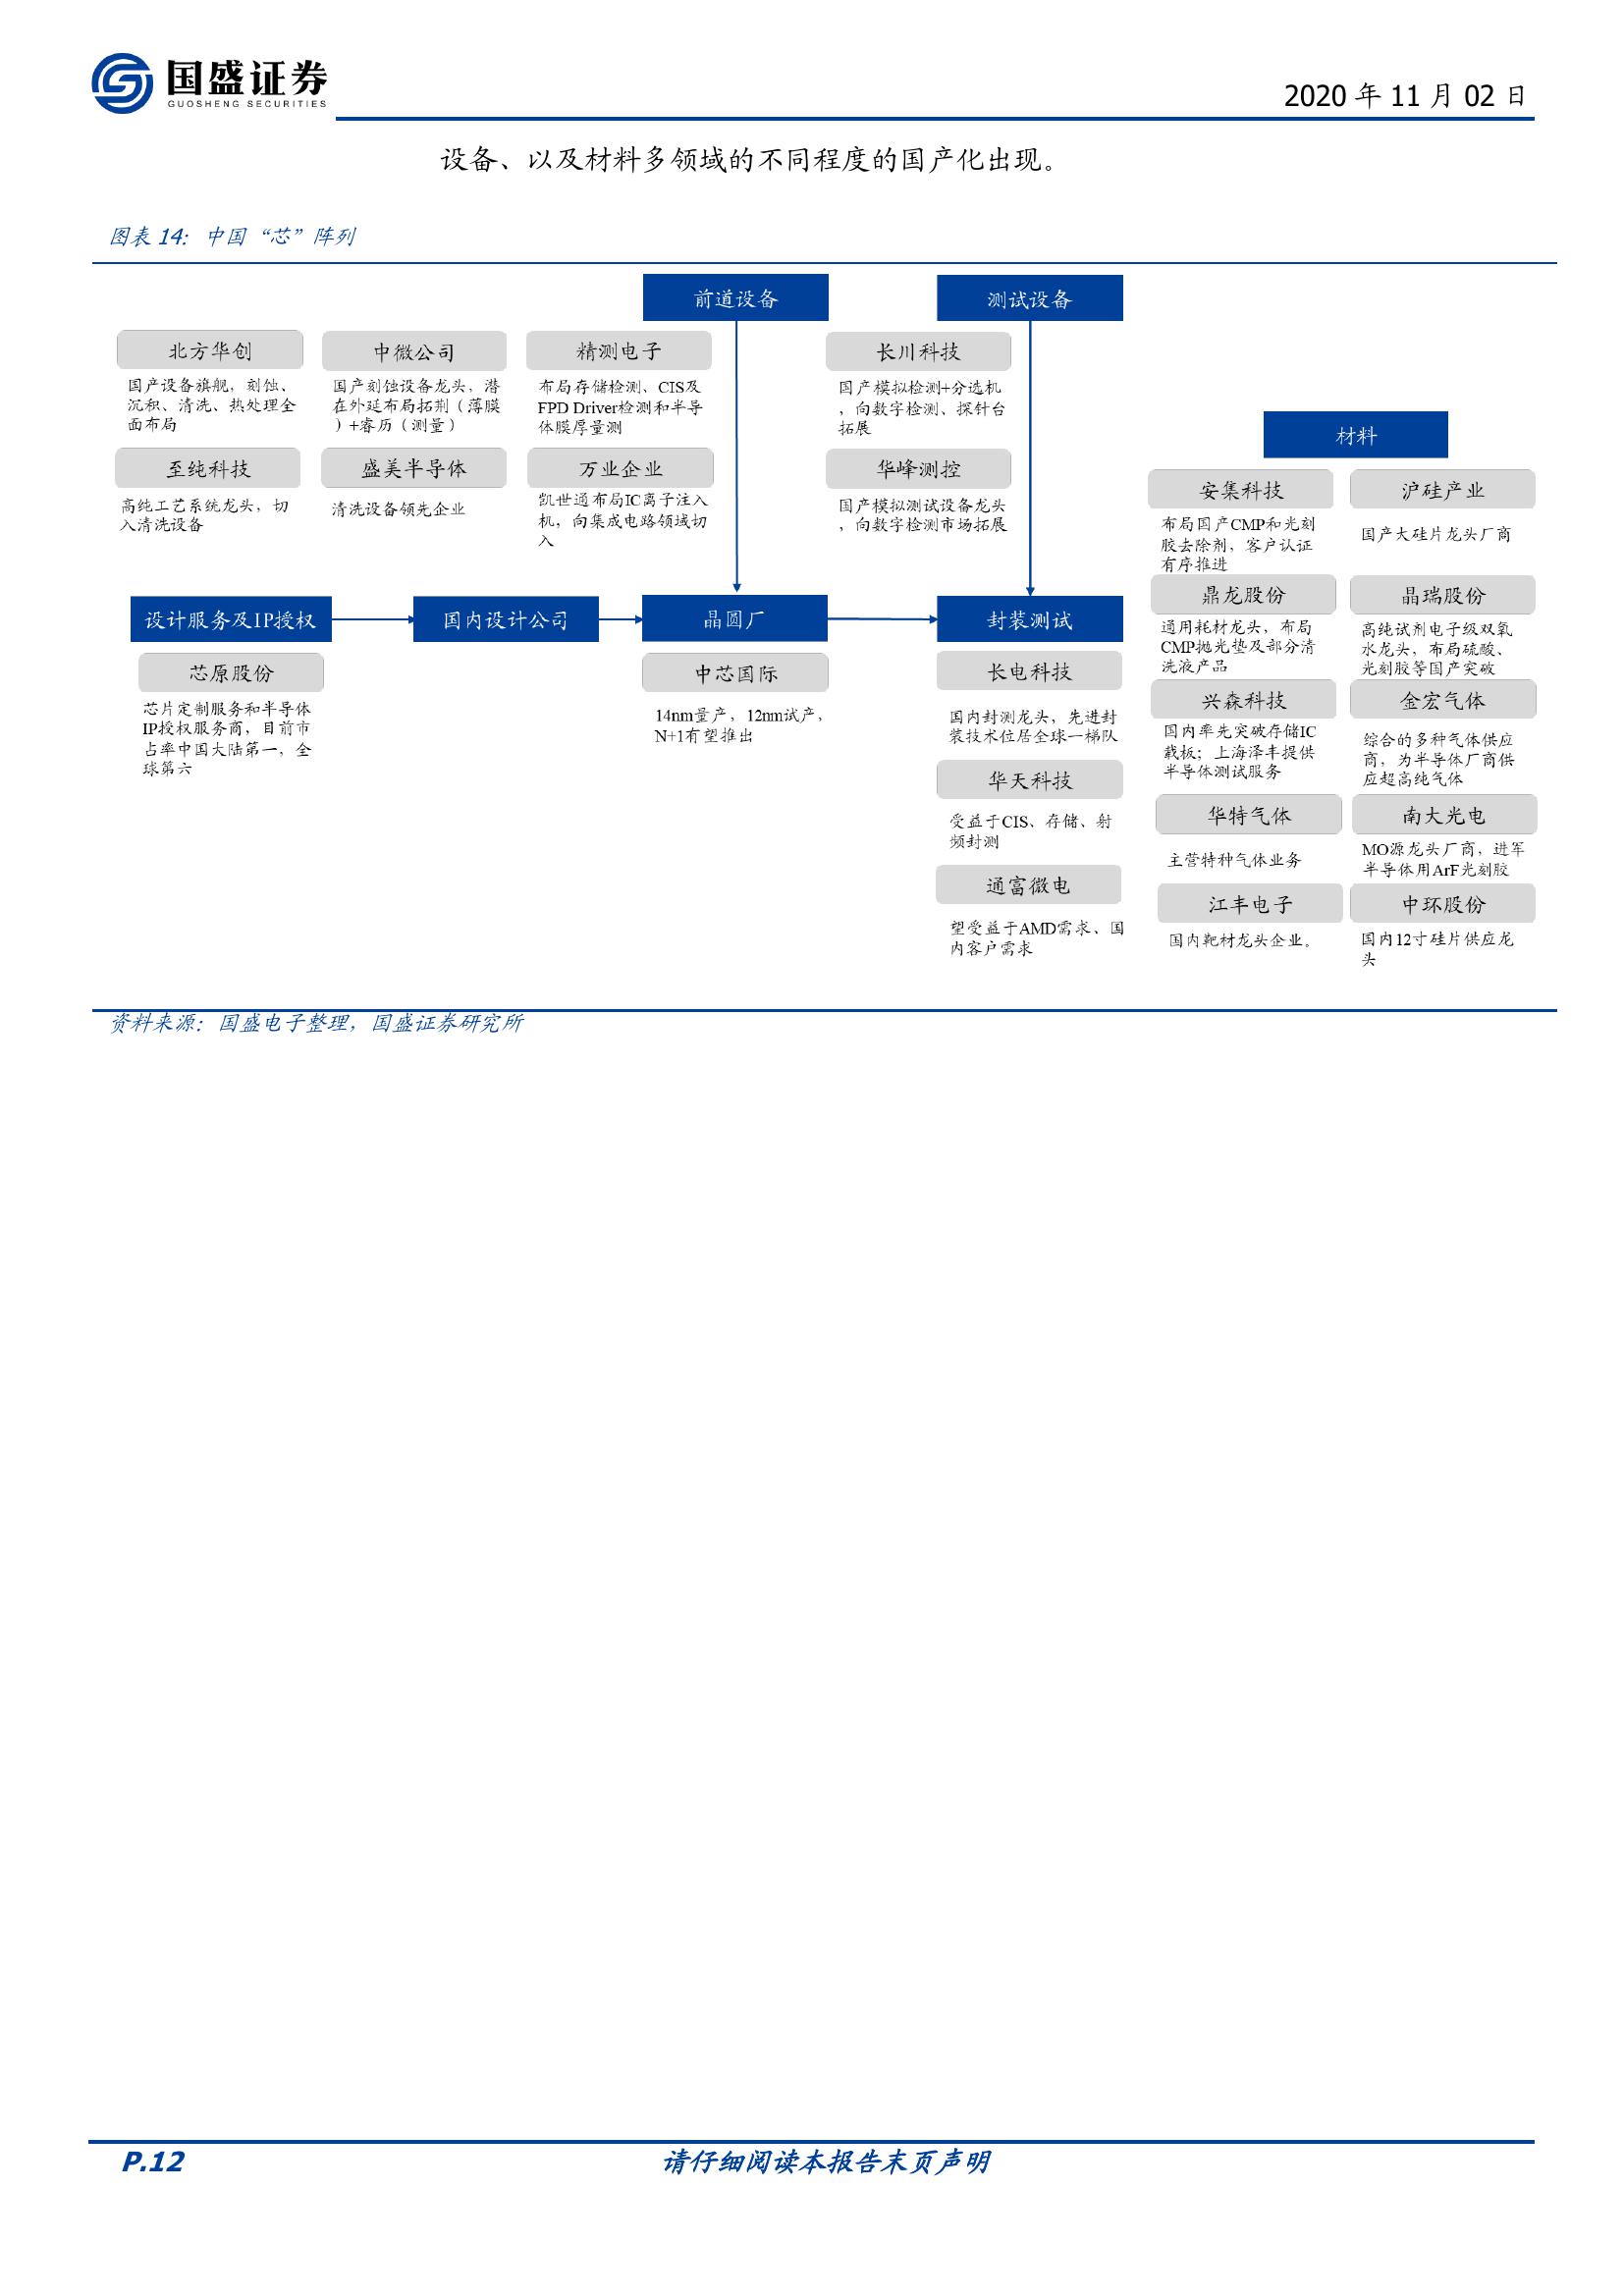 国盛证券
GUOSHENG SECURITIES
2020 年 11 月 02 日
设备、以及材料多领域的不同程度的国产化出现。
图表 14：中国“芯”阵列
前道设备
测试设备
北方华创
国产设备旗舰，刻蚀、
沉积、清洗、热处理全
面布局
中微公司
国产刻蚀设备龙头，潜
在外延布局拓荆（薄膜
）+睿历（测量）
精测电子
布局存储检测、CIS及
FPD Driver检测和半导
体膜厚量测
长川科技
国产模拟检测+分选机
，向数字检测、探针台
拓展
至纯科技
高纯工艺系统龙头，切
入清洗设备
盛美半导体
清洗设备领先企业
万业企业
凯世通布局IC离子注入
机，向集成电路领域切
入
华峰测控
国产模拟测试设备龙头
，向数字检测市场拓展
设计服务及IP授权
国内设计公司
晶圆厂
封装测试
芯原股份
芯片定制服务和半导体
IP授权服务商，目前市
占率中国大陆第一，全
球第六
中芯国际
14nm量产，12nm试产，
N+1有望推出
长电科技
国内封测龙头，先进封
装技术位居全球一梯队
华天科技
受益于CIS、存储、射
频封测
通富微电
望受益于AMD需求、国
内客户需求
材料
安集科技
布局国产CMP和光刻
胶去除剂，客户认证
有序推进
沪硅产业
国产大硅片龙头厂商
鼎龙股份
通用耗材龙头，布局
CMP抛光垫及部分清
洗液产品
晶瑞股份
高纯试剂电子级双氧
水龙头，布局硫酸、
光刻胶等国产突破
兴森科技
国内率先突破存储IC
载板；上海泽丰提供
半导体测试服务
金宏气体
综合的多种气体供应
商，为半导体厂商供
应超高纯气体
华特气体
主营特种气体业务
南大光电
MO源龙头厂商，进军
半导体用ArF光刻胶
江丰电子
国内靶材龙头企业。
中环股份
国内12寸硅片供应龙
头
资料来源：国盛电子整理，国盛证券研究所
P.12
请仔细阅读本报告末页声明